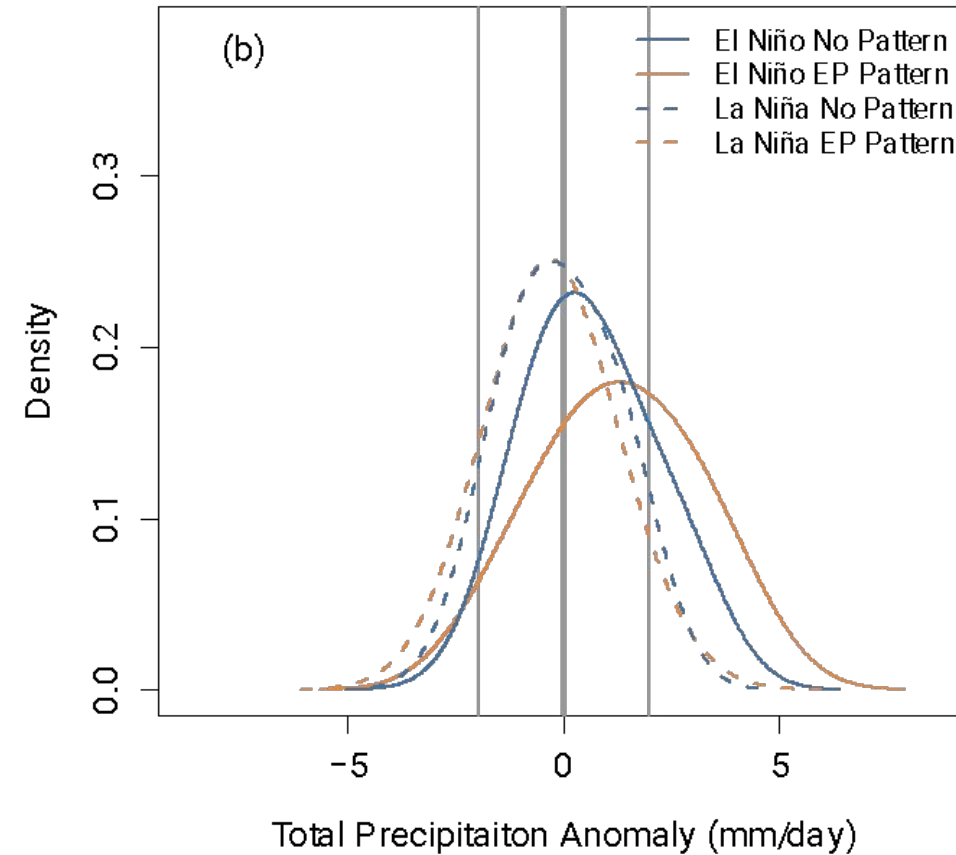 (b)
El Niño No Pattern
El Niño EP Pattern
La Niña No Pattern
La Niña EP Pattern
Density
0.3
0.2
0.1
0.0
−5
0
5
Total Precipitaiton Anomaly (mm/day)